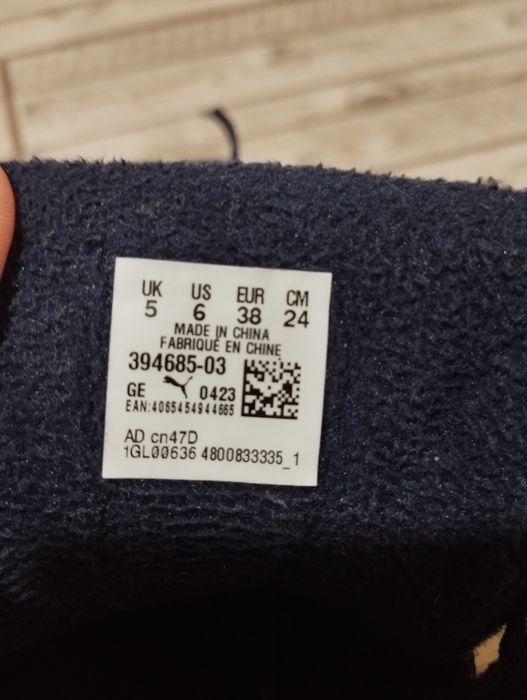 UK US EUR CM
5 6 38 24
MADE IN CHINA
FABRIQUÉ EN CHINE
394685-03
GE 0423
EAN:4065454944665
AD cn47D
1GL00636 4800833335_1